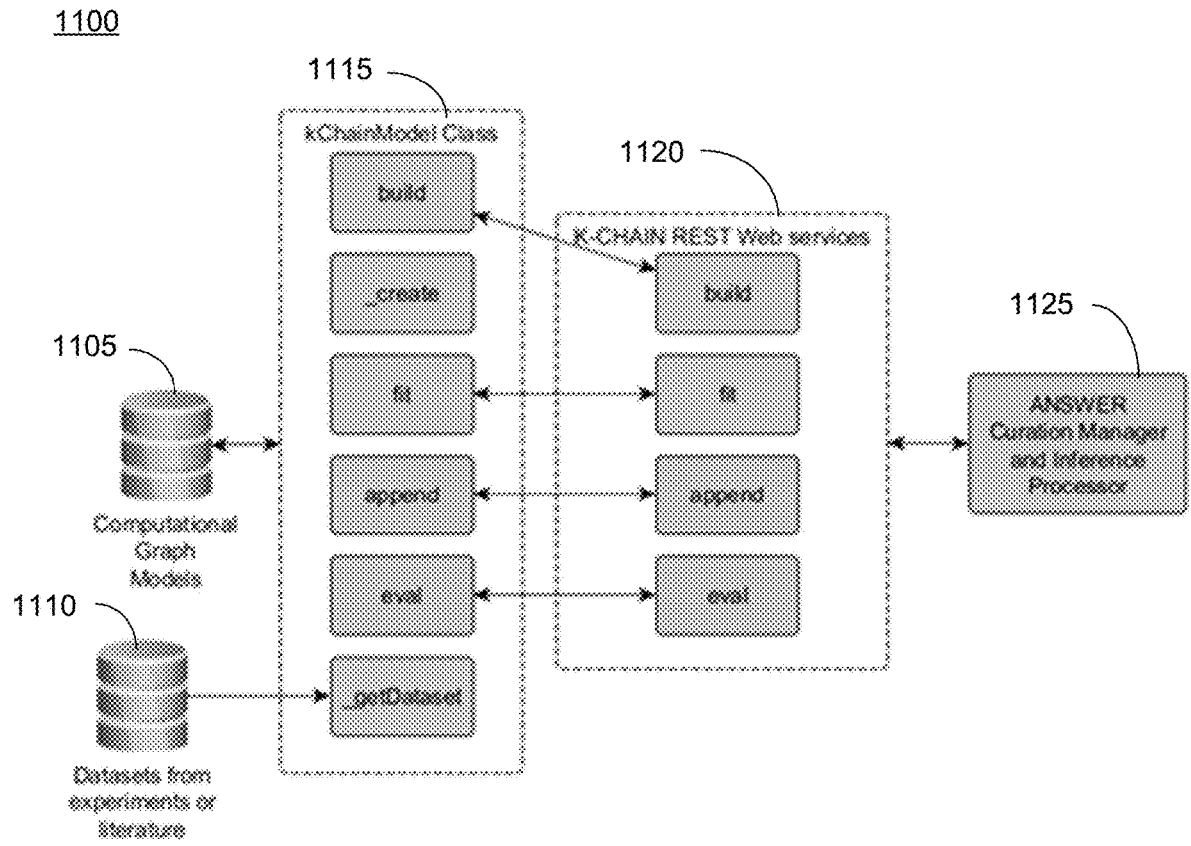 1100
1115
kChainModel Class
build
_create
fit
append
eval
_getDataset
1120
K-CHAIN REST Web services
build
fit
append
eval
1125
ANSWER
Curation Manager
and Inference
Processor
1105
Computational
Graph
Models
1110
Datasets from
experiments or
literature